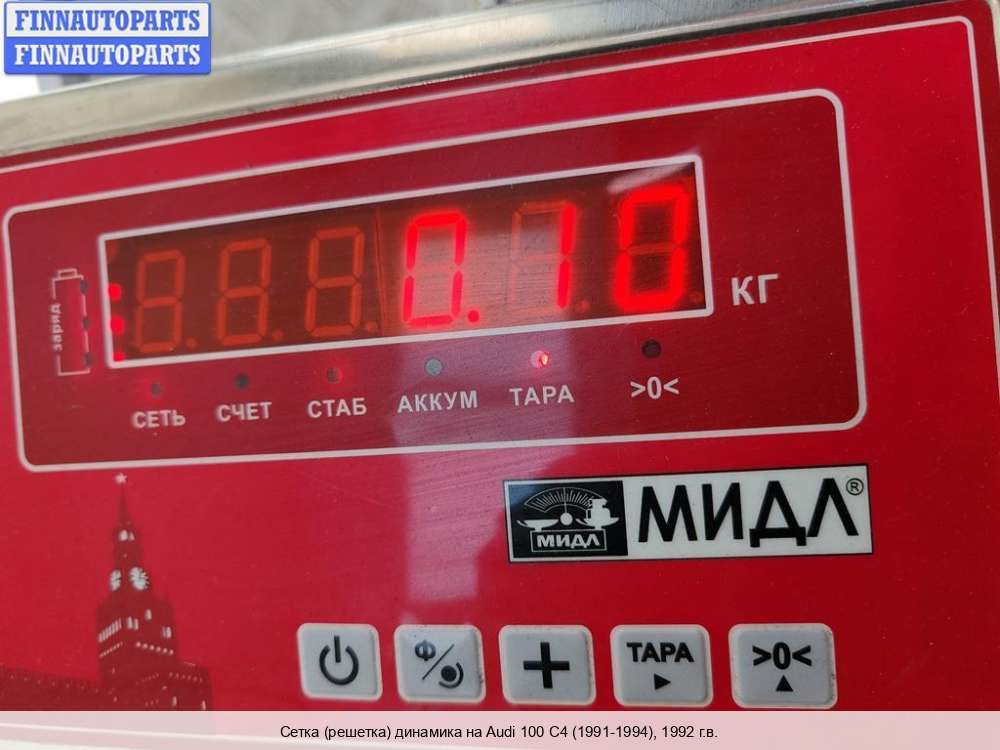 FINNAUTOPARTS
FINNAUTOPARTS
0.10
КГ
заряд
СЕТЬ СЧЕТ СТАБ АККУМ ТАРА >0<
МИДЛ МИДЛ®
Ф/ + ТАРА >0<
Сетка (решетка) динамика на Audi 100 C4 (1991-1994), 1992 г.в.